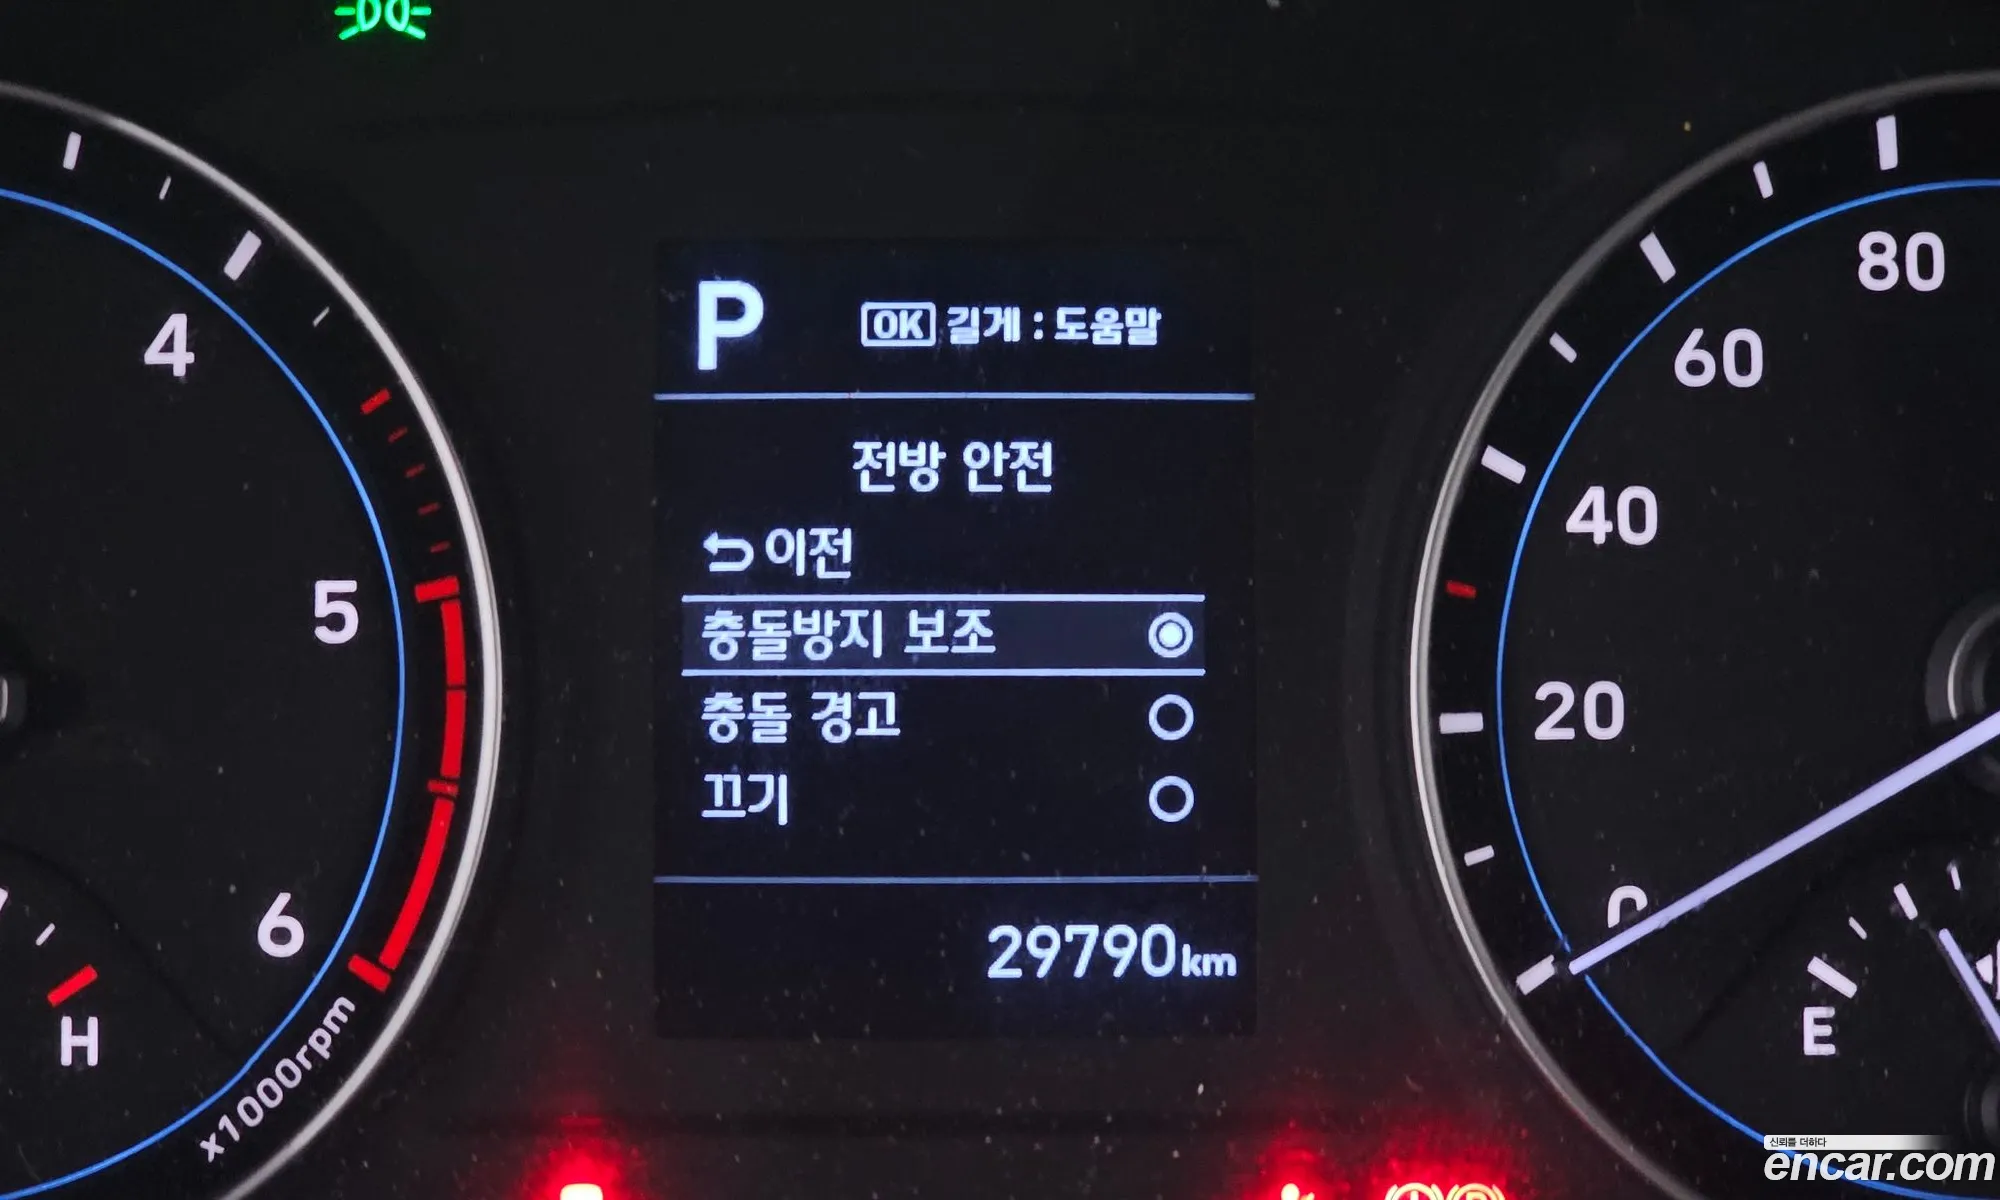 P
OK 길게 : 도움말
전방 안전
이전
충돌방지 보조
충돌 경고
끄기
29790km
4
5
6
x1000rpm
H
80
60
40
20
0
E
신뢰를 더하다
encar.com